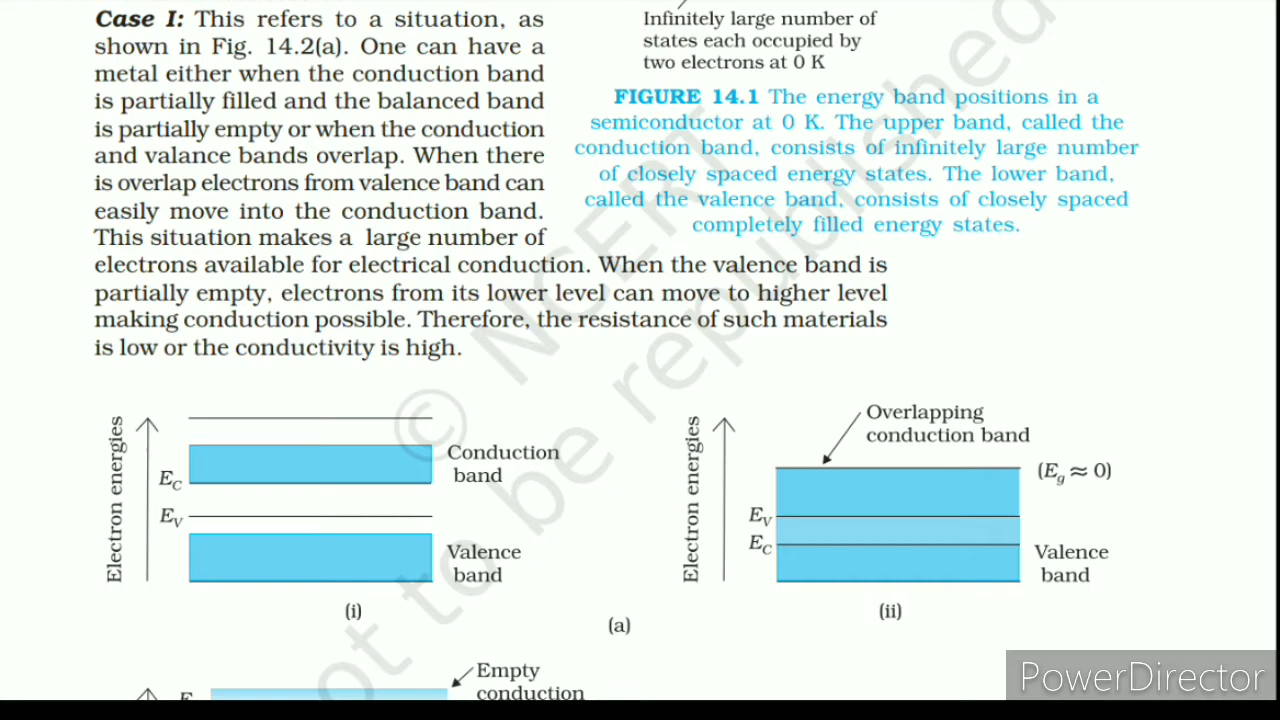 Case I: This refers to a situation, as
shown in Fig. 14.2(a). One can have a
metal either when the conduction band
is partially filled and the balanced band
is partially empty or when the conduction
and valance bands overlap. When there
is overlap electrons from valence band can
easily move into the conduction band.
This situation makes a large number of
electrons available for electrical conduction. When the valence band is
partially empty, electrons from its lower level can move to higher level
making conduction possible. Therefore, the resistance of such materials
is low or the conductivity is high.
Infinitely large number of
states each occupied by
two electrons at 0 K
FIGURE 14.1 The energy band positions in a
semiconductor at 0 K. The upper band, called the
conduction band, consists of infinitely large number
of closely spaced energy states. The lower band,
called the valence band, consists of closely spaced
completely filled energy states.
Electron energies
E_C
E_V
Conduction
band
Valence
band
(i)
(a)
Electron energies
Overlapping
conduction band
(E_g ≈ 0)
E_V
E_C
Valence
band
(ii)
Empty
conduction
© NCERT
not to be republished
PowerDirector